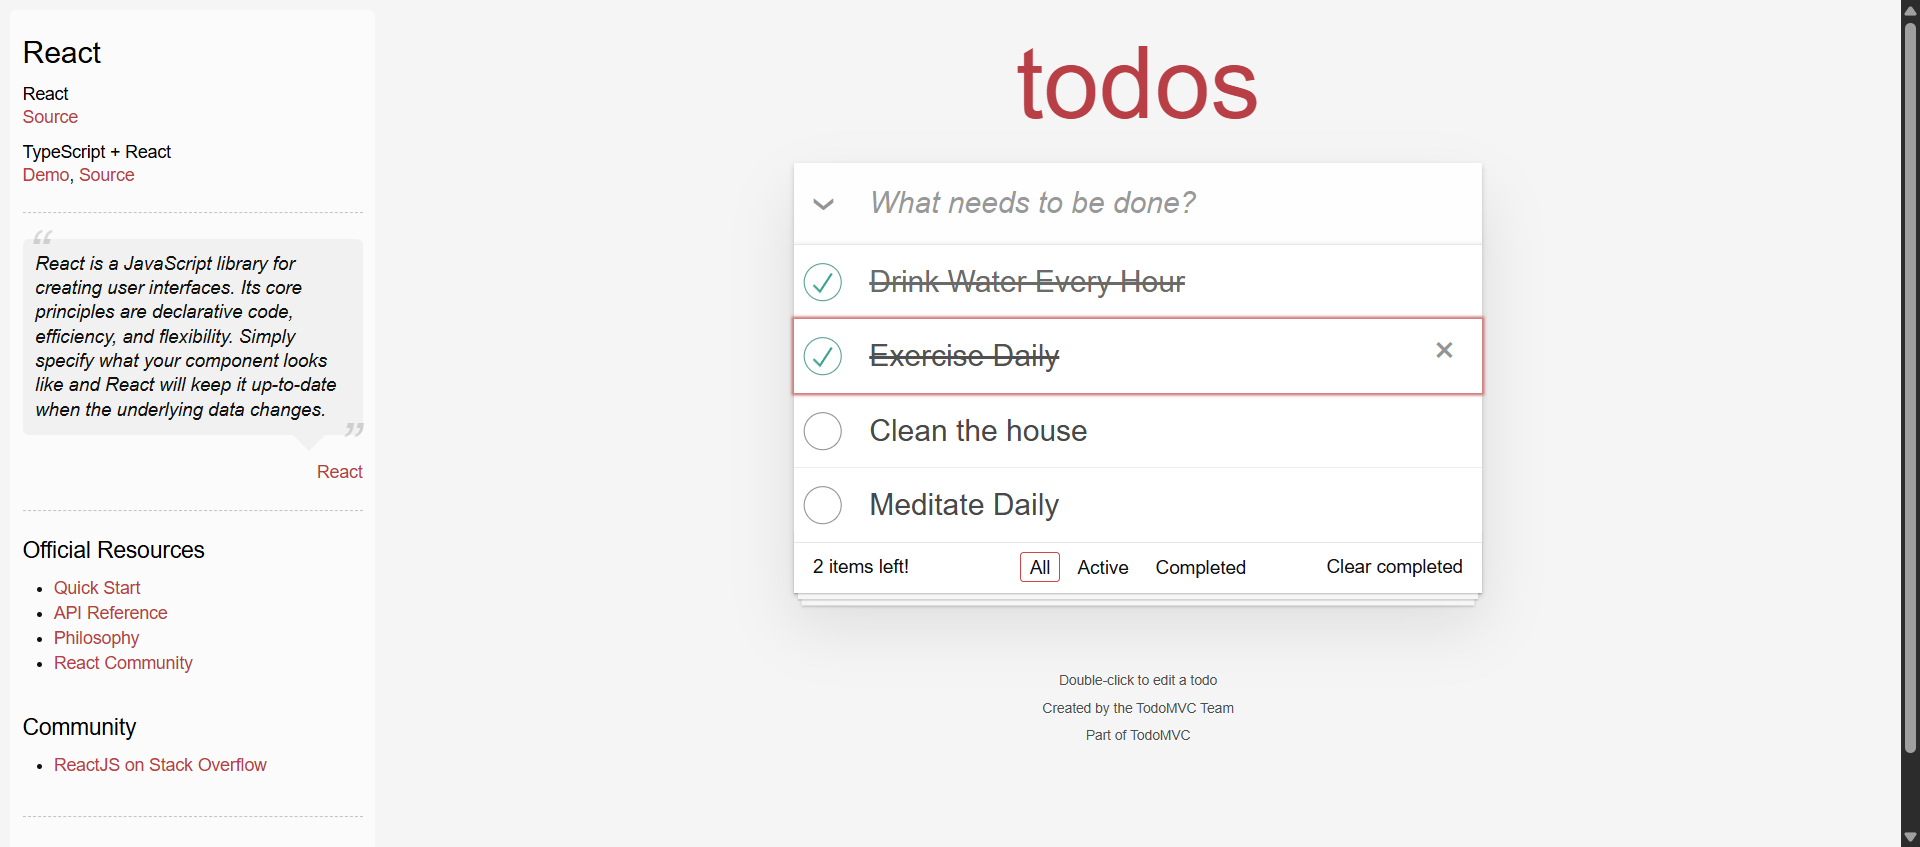 React
React
Source
TypeScript + React
Demo, Source
“
React is a JavaScript library for
creating user interfaces. Its core
principles are declarative code,
efficiency, and flexibility. Simply
specify what your component looks
like and React will keep it up-to-date
when the underlying data changes.
”
React
Official Resources
Quick Start
API Reference
Philosophy
React Community
Community
ReactJS on Stack Overflow
todos
What needs to be done?
Drink Water Every Hour
Exercise Daily
Clean the house
Meditate Daily
2 items left! All Active Completed Clear completed
Double-click to edit a todo
Created by the TodoMVC Team
Part of TodoMVC